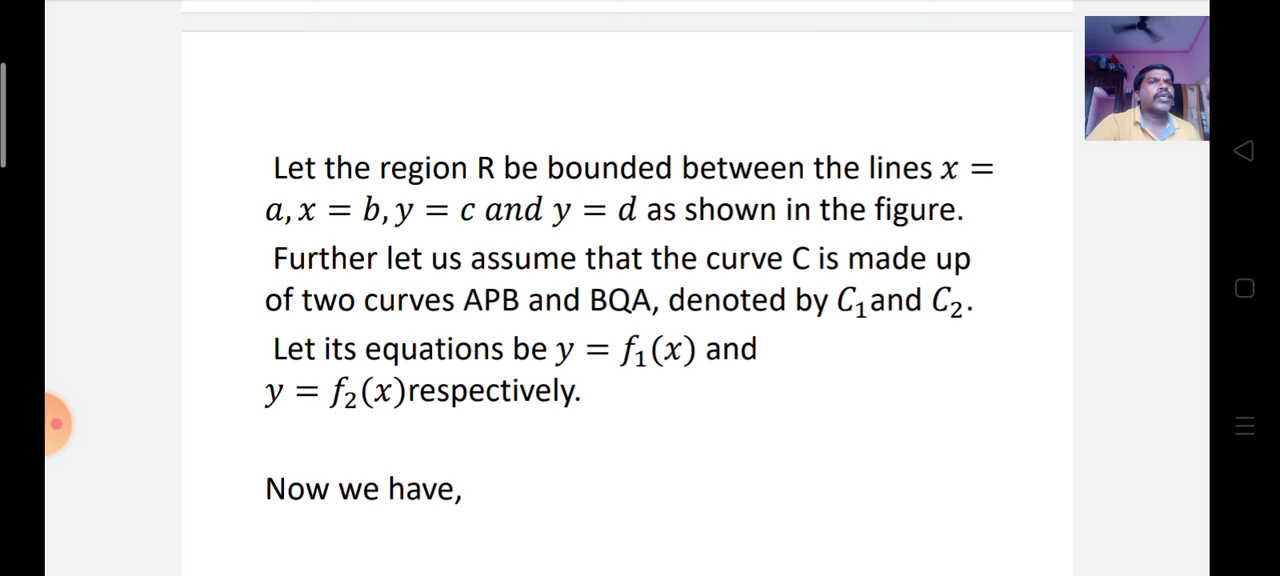 Let the region R be bounded between the lines x =
a, x = b, y = c and y = d as shown in the figure.
Further let us assume that the curve C is made up
of two curves APB and BQA, denoted by C₁and C₂.
Let its equations be y = f₁(x) and
y = f₂(x)respectively.
Now we have,